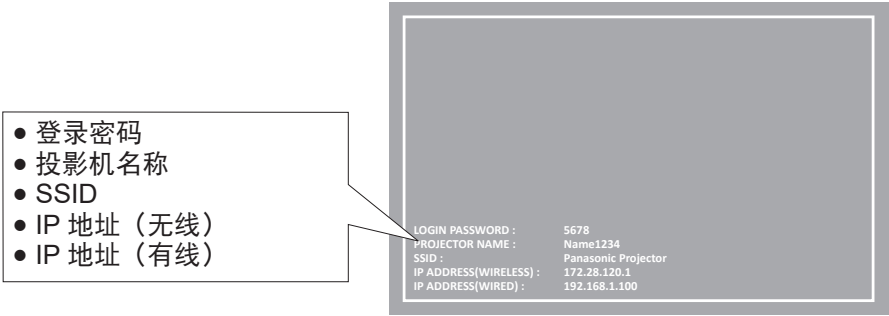 ● 登录密码
● 投影机名称
● SSID
● IP 地址（无线）
● IP 地址（有线）
LOGIN PASSWORD : 5678
PROJECTOR NAME : Name1234
SSID : Panasonic Projector
IP ADDRESS(WIRELESS) : 172.28.120.1
IP ADDRESS(WIRED) : 192.168.1.100